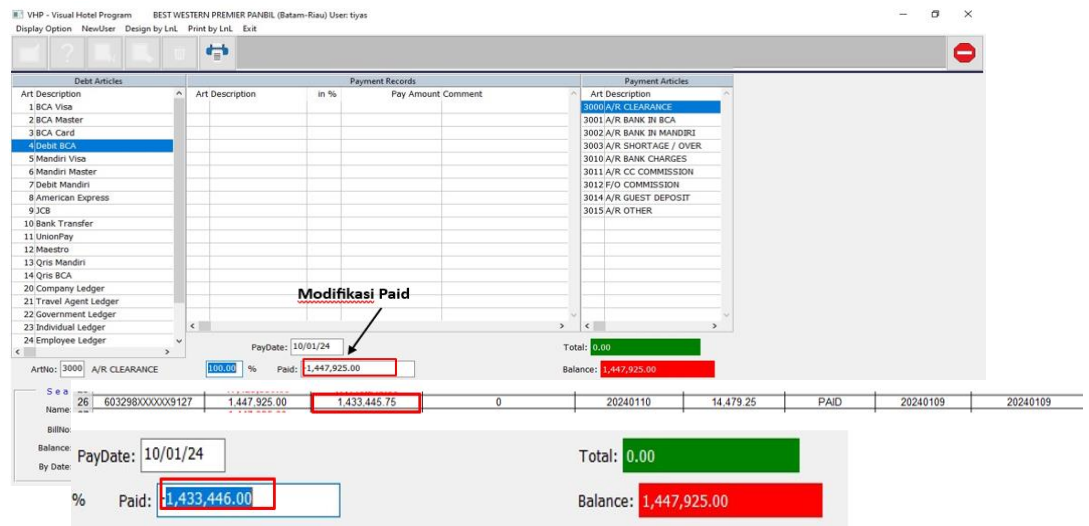 VHP - Visual Hotel Program BEST WESTERN PREMIER PANBIL (Batam-Riau) User: tiyas
Display Option NewUser Design by LnL Print by LnL Exit
Debt Articles
Art Description
1 BCA Visa
2 BCA Master
3 BCA Card
4 Debit BCA
5 Mandiri Visa
6 Mandiri Master
7 Debit Mandiri
8 American Express
9 JCB
10 Bank Transfer
11 UnionPay
12 Maestro
13 Qris Mandiri
14 Qris BCA
20 Company Ledger
21 Travel Agent Ledger
22 Government Ledger
23 Individual Ledger
24 Employee Ledger
Payment Records
Art Description in % Pay Amount Comment
Payment Articles
Art Description
3000 A/R CLEARANCE
3001 A/R BANK IN BCA
3002 A/R BANK IN MANDIRI
3003 A/R SHORTAGE / OVER
3010 A/R BANK CHARGES
3011 A/R CC COMMISSION
3012 F/O COMMISSION
3014 A/R GUEST DEPOSIT
3015 A/R OTHER
Modifikasi Paid
PayDate: 10/01/24 Total: 0.00
ArtNo: 3000 A/R CLEARANCE 100.00 % Paid: -1,447,925.00 Balance: 1,447,925.00
Sea
26 603298XXXXXX9127 1,447,925.00 1,433,445.75 0 20240110 14,479.25 PAID 20240109 20240109
Name:
BillNo:
Balance:
By Date:
PayDate: 10/01/24 Total: 0.00
% Paid: -1,433,446.00 Balance: 1,447,925.00